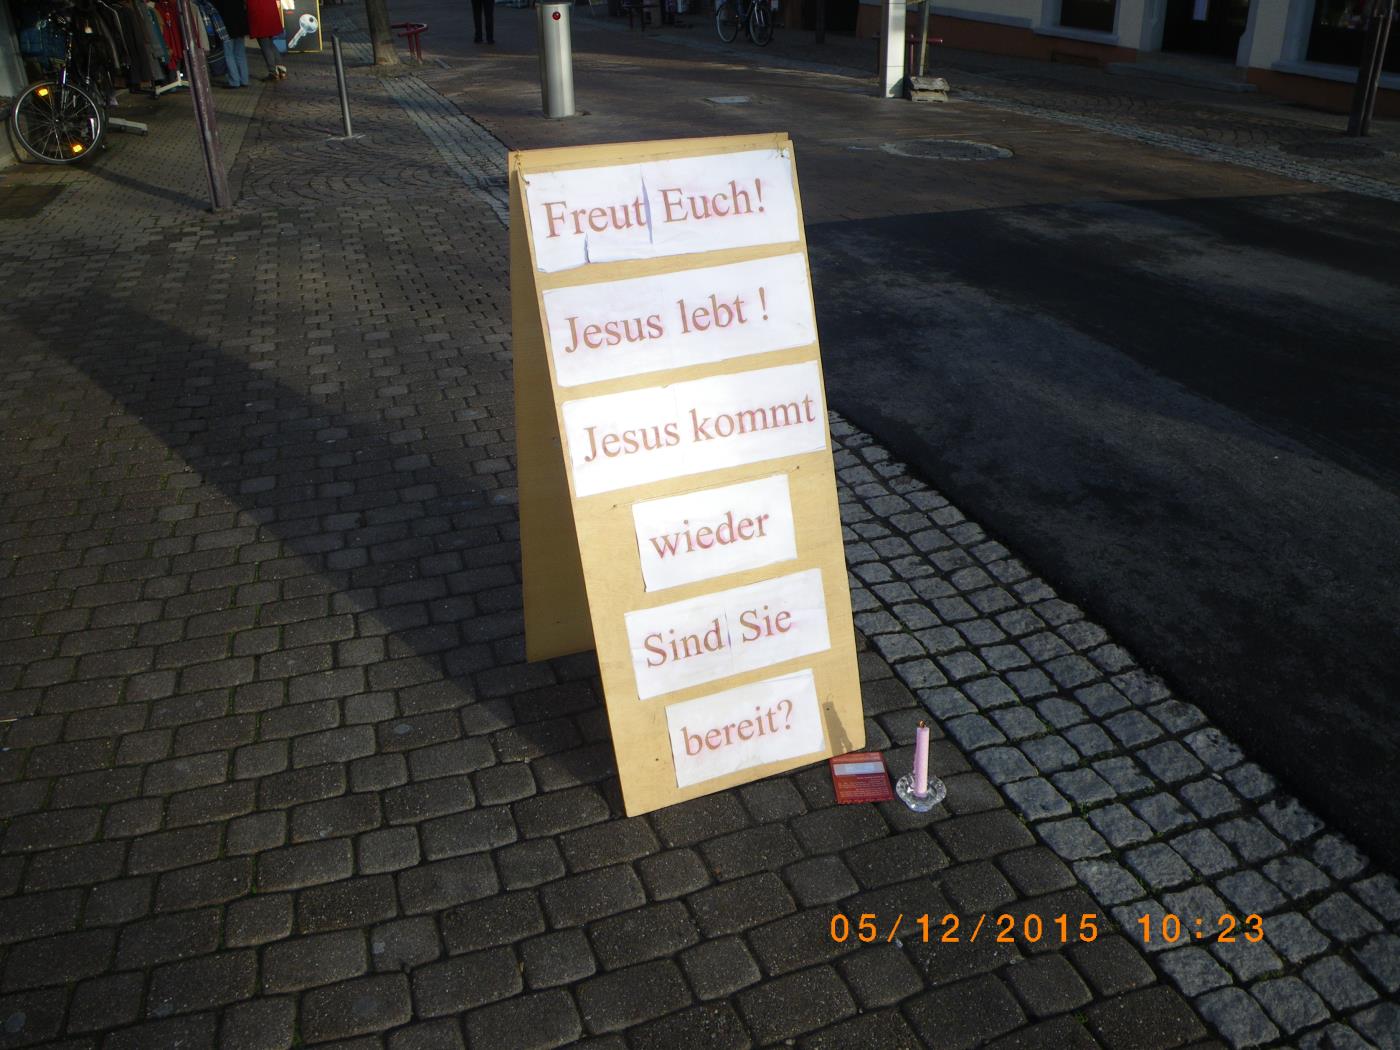 Freut Euch!
Jesus lebt !
Jesus kommt
wieder
Sind Sie
bereit?
05/12/2015 10:23